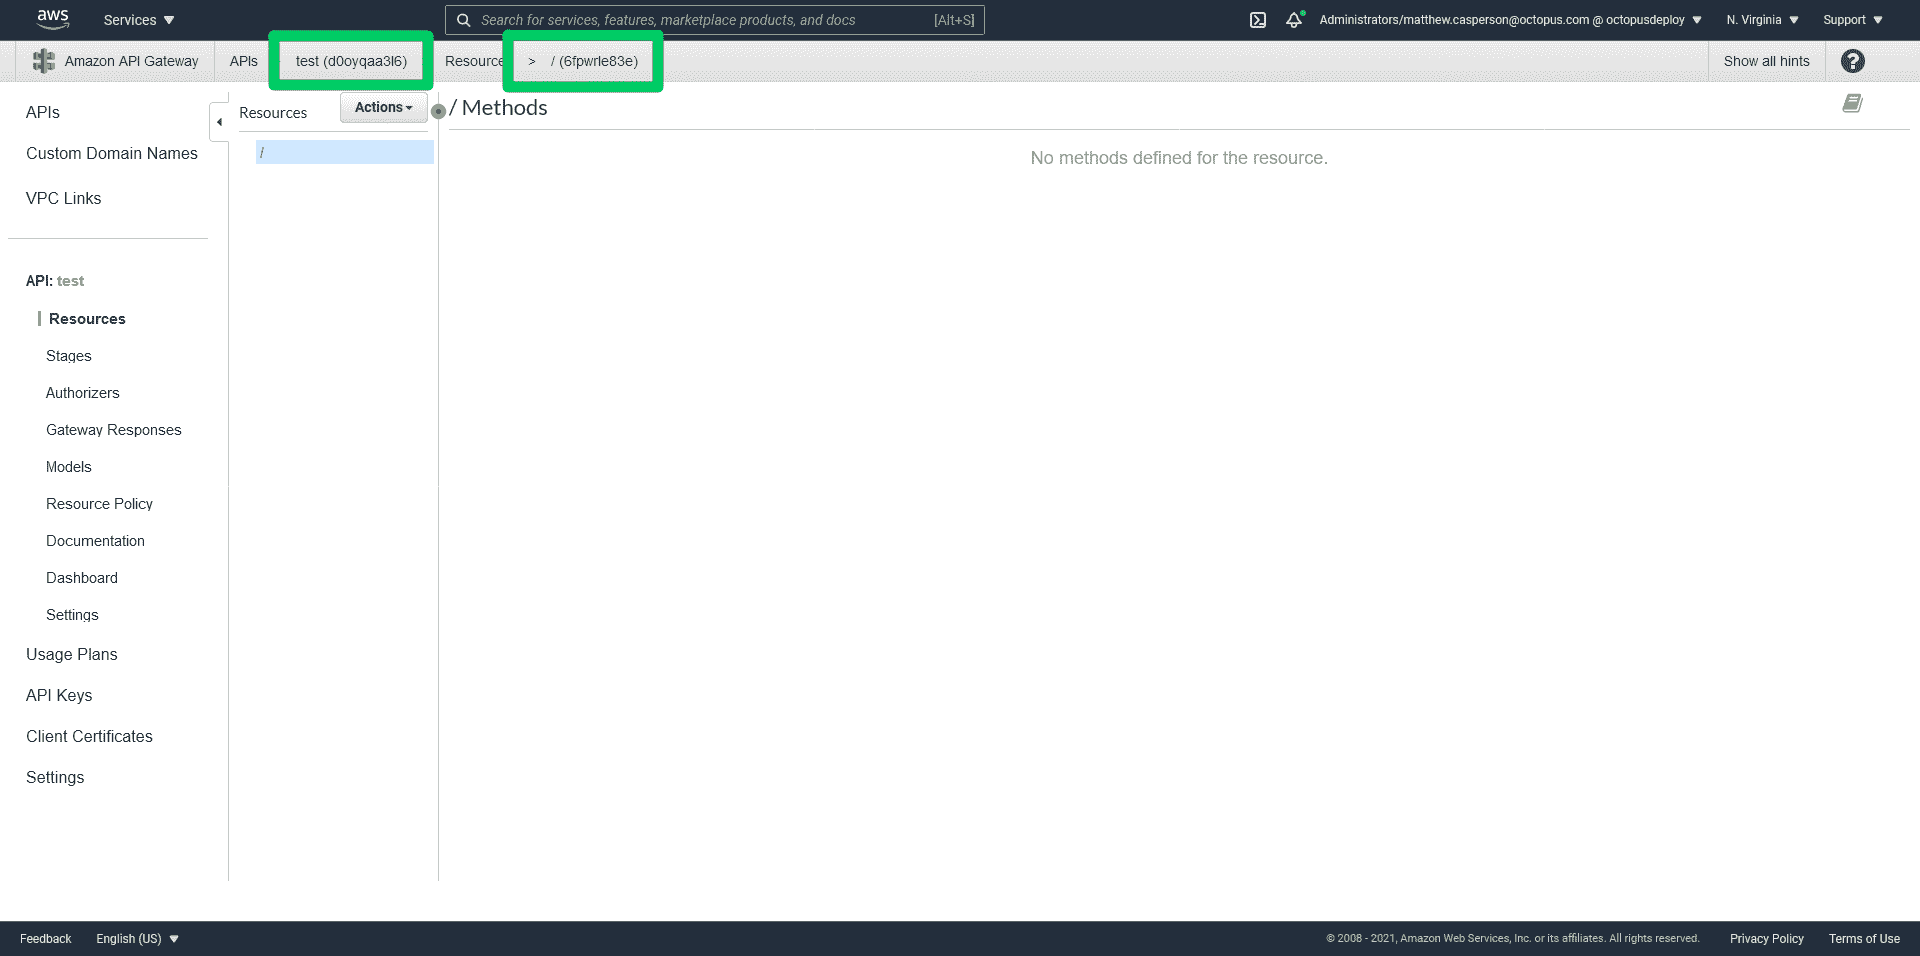 aws Services Search for services, features, marketplace products, and docs [Alt+S] Administrators/matthew.casperson@octopus.com @ octopusdeploy N. Virginia Support
Amazon API Gateway APIs test (d0oyqaa3l6) Resource > / (6fpwrle83e) Show all hints ?
APIs
Custom Domain Names
VPC Links
API: test
Resources
Stages
Authorizers
Gateway Responses
Models
Resource Policy
Documentation
Dashboard
Settings
Usage Plans
API Keys
Client Certificates
Settings
Resources Actions
/
/ Methods
No methods defined for the resource.
Feedback English (US) © 2008 - 2021, Amazon Web Services, Inc. or its affiliates. All rights reserved. Privacy Policy Terms of Use